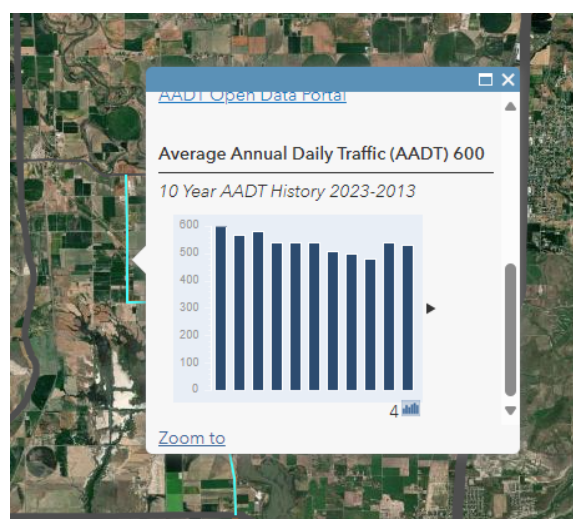 AADT Open Data Portal
Average Annual Daily Traffic (AADT) 600
10 Year AADT History 2023-2013
600
500
400
300
200
100
0
4
Zoom to